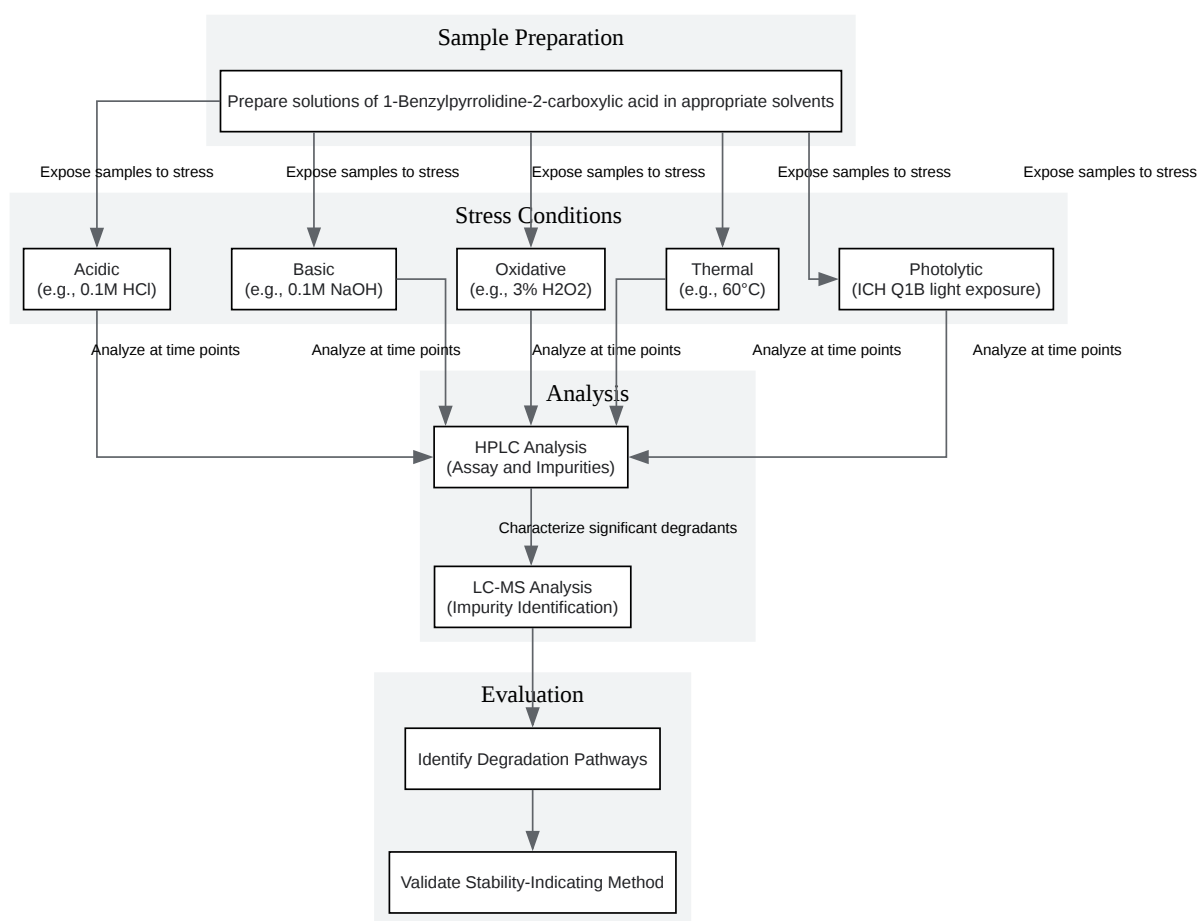 Sample Preparation
Prepare solutions of 1-Benzylpyrrolidine-2-carboxylic acid in appropriate solvents
Expose samples to stress
Expose samples to stress
Expose samples to stress
Expose samples to stress
Expose samples to stress
Stress Conditions
Acidic
(e.g., 0.1M HCl)
Basic
(e.g., 0.1M NaOH)
Oxidative
(e.g., 3% H2O2)
Thermal
(e.g., 60°C)
Photolytic
(ICH Q1B light exposure)
Analyze at time points
Analyze at time points
Analyze at time points
Analyze at time points
Analyze at time points
Analysis
HPLC Analysis
(Assay and Impurities)
Characterize significant degradants
LC-MS Analysis
(Impurity Identification)
Evaluation
Identify Degradation Pathways
Validate Stability-Indicating Method